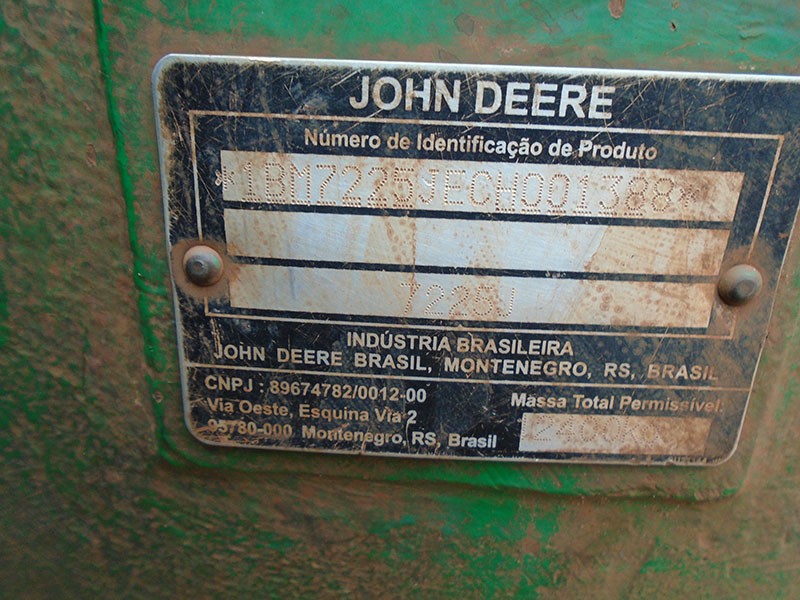 JOHN DEERE
Número de Identificação de Produto
*1BM7225JECH001388*
7225J
INDÚSTRIA BRASILEIRA
JOHN DEERE BRASIL, MONTENEGRO, RS, BRASIL
CNPJ : 89674782/0012-00
Via Oeste, Esquina Via 2
95780-000 Montenegro, RS, Brasil
Massa Total Permissível: